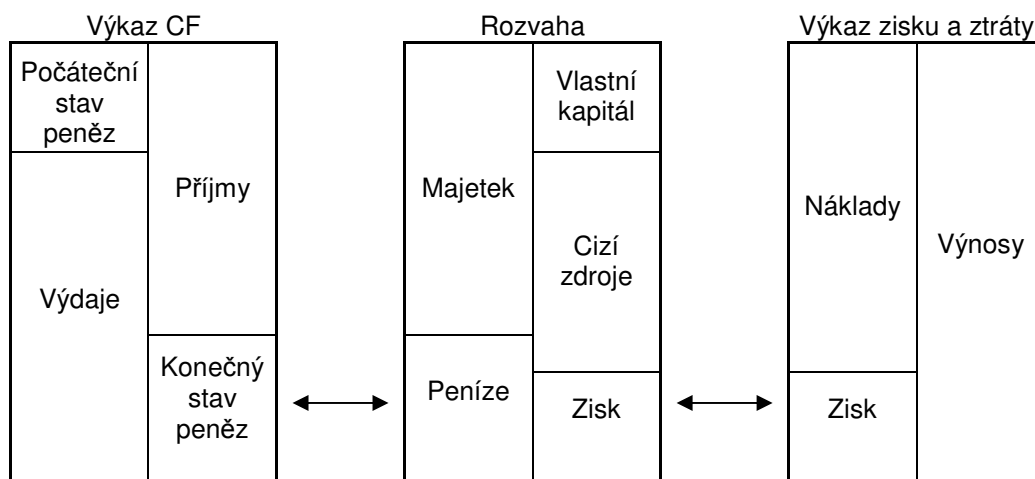 Výkaz CF
Počáteční
stav
peněz
Výdaje
Příjmy
Konečný
stav
peněz
Rozvaha
Majetek
Peníze
Vlastní
kapitál
Cizí
zdroje
Zisk
Výkaz zisku a ztráty
Náklady
Zisk
Výnosy